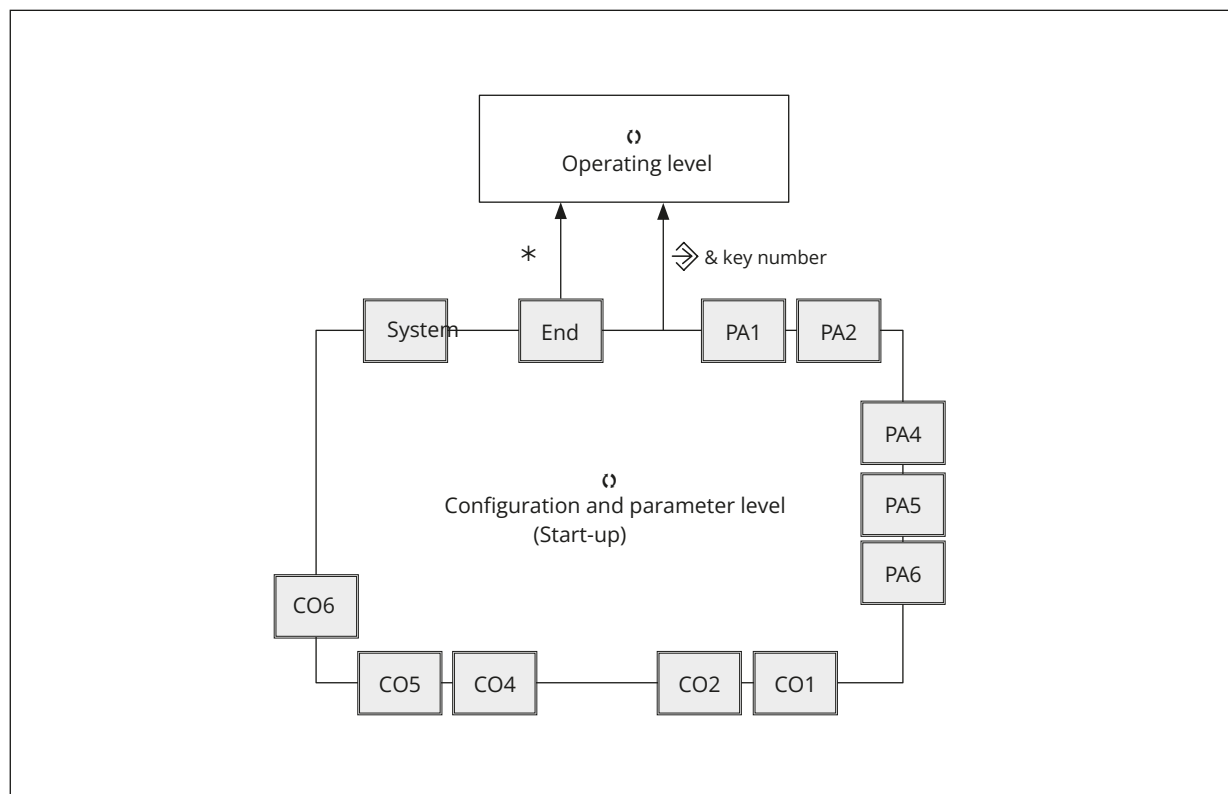 Operating level
*
& key number
System
End
PA1
PA2
PA4
Configuration and parameter level
(Start-up)
PA5
PA6
CO6
CO5
CO4
CO2
CO1